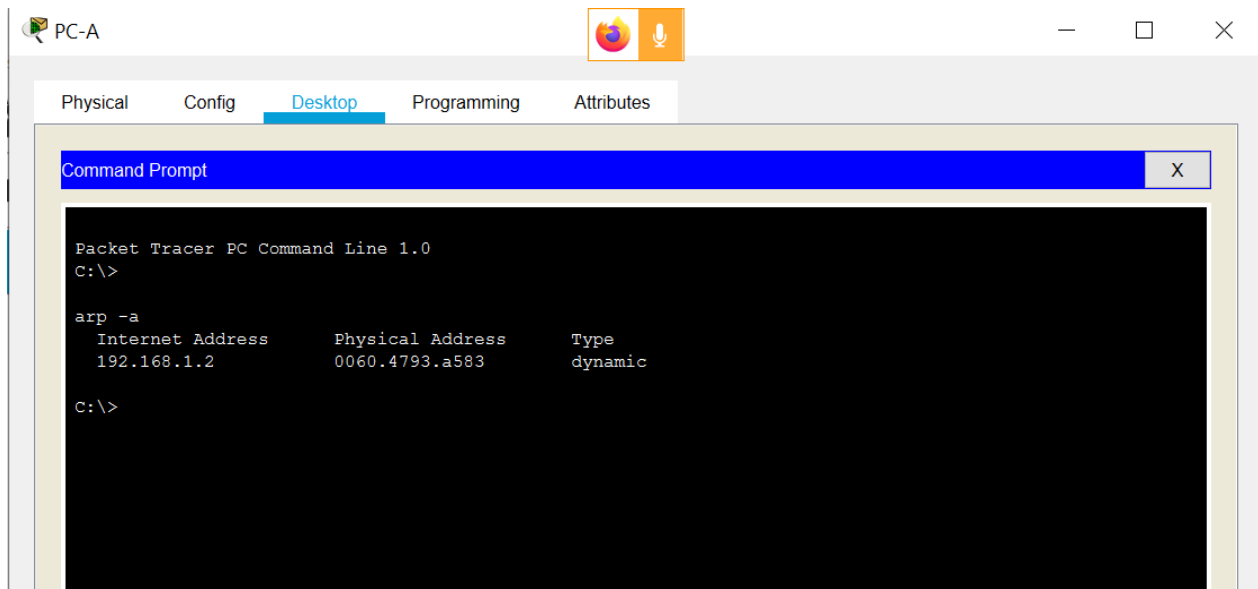 PC-A
Physical Config Desktop Programming Attributes
Command Prompt
X
Packet Tracer PC Command Line 1.0
C:\>
arp -a
Internet Address Physical Address Type
192.168.1.2 0060.4793.a583 dynamic
C:\>